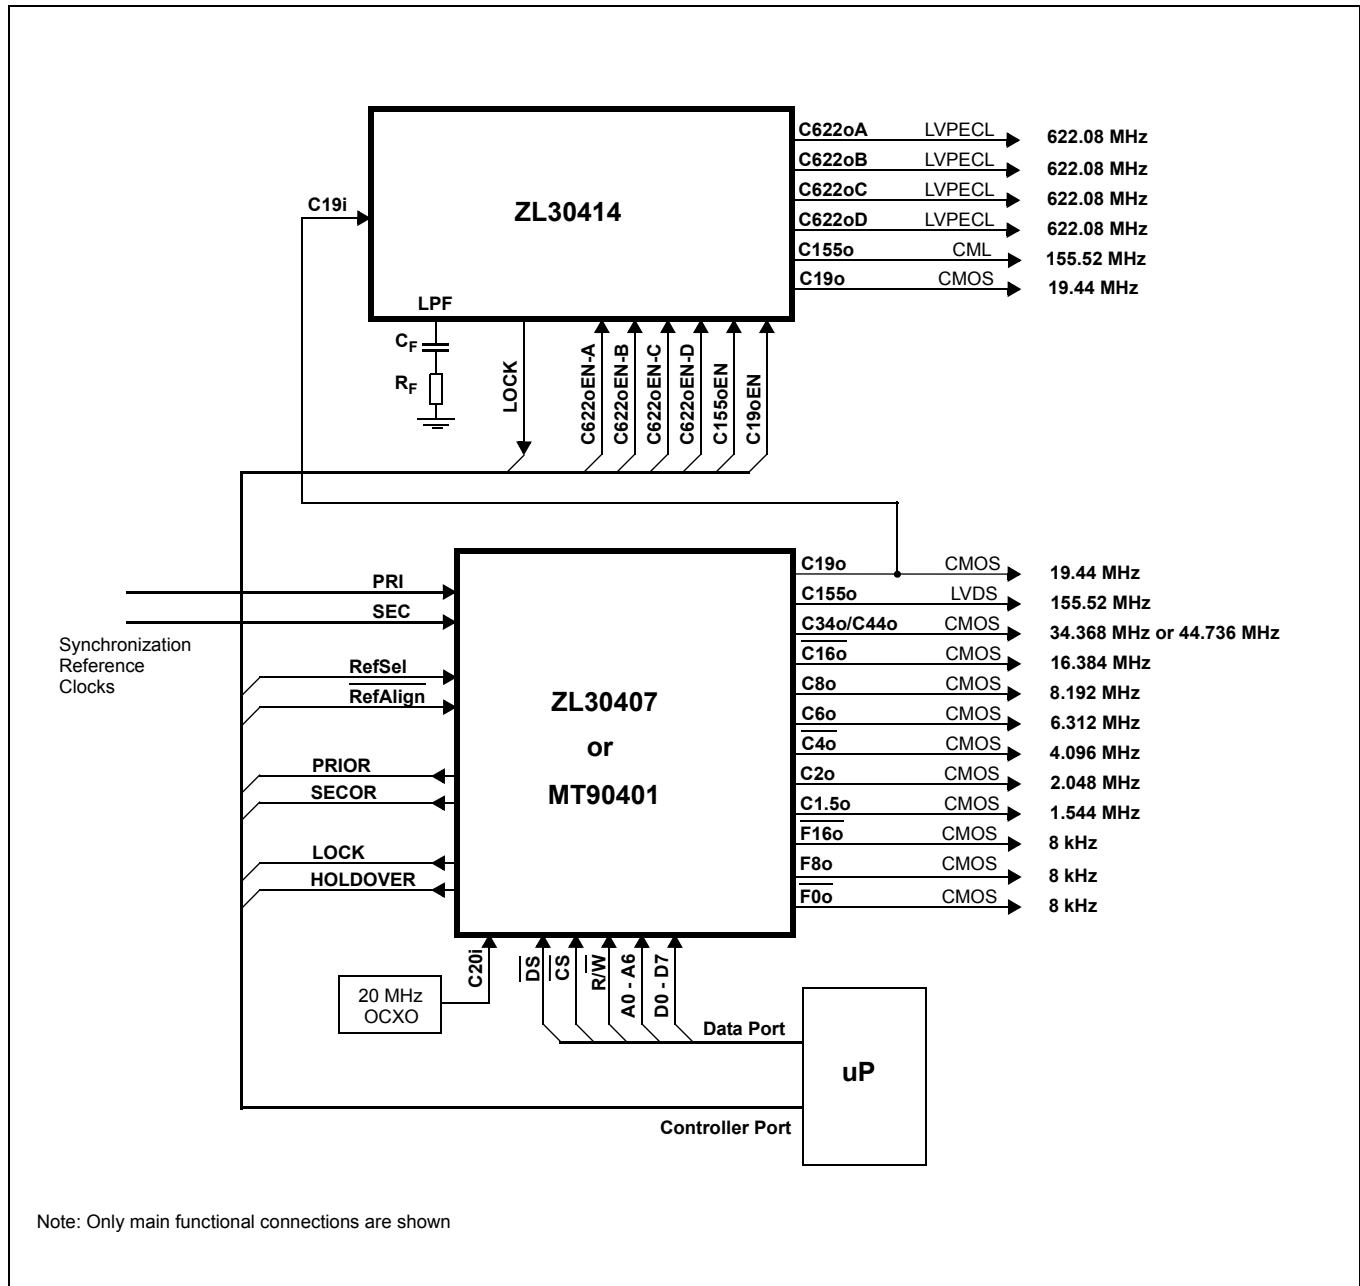 C622oA LVPECL 622.08 MHz
C622oB LVPECL 622.08 MHz
C622oC LVPECL 622.08 MHz
C622oD LVPECL 622.08 MHz
C155o CML 155.52 MHz
C19o CMOS 19.44 MHz
C19i
ZL30414
LPF
CF
RF
LOCK
C622oEN-A
C622oEN-B
C622oEN-C
C622oEN-D
C155oEN
C19oEN
C19o CMOS 19.44 MHz
C155o LVDS 155.52 MHz
C34o/C44o CMOS 34.368 MHz or 44.736 MHz
C16o CMOS 16.384 MHz
C8o CMOS 8.192 MHz
C6o CMOS 6.312 MHz
C4o CMOS 4.096 MHz
C2o CMOS 2.048 MHz
C1.5o CMOS 1.544 MHz
F16o CMOS 8 kHz
F8o CMOS 8 kHz
F0o CMOS 8 kHz
PRI
SEC
Synchronization
Reference
Clocks
RefSel
RefAlign
PRIOR
SECOR
LOCK
HOLDOVER
ZL30407
or
MT90401
C20i
DS
CS
R/W
A0 - A6
D0 - D7
20 MHz
OCXO
Data Port
uP
Controller Port
Note: Only main functional connections are shown